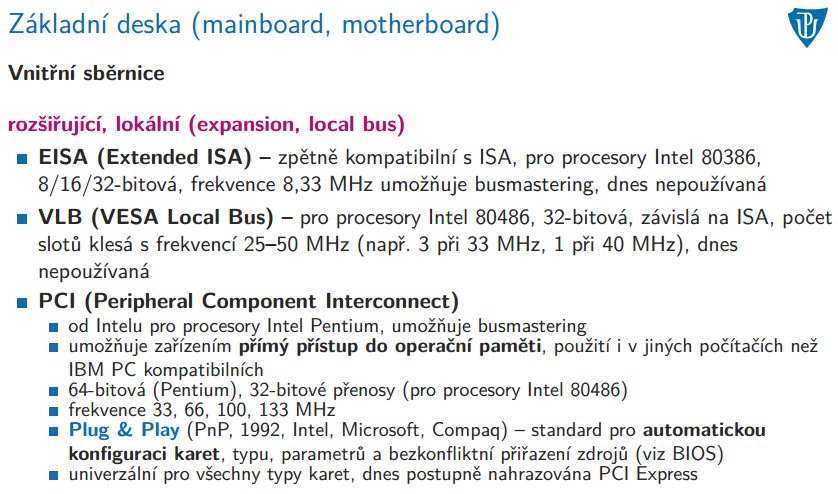 Základní deska (mainboard, motherboard)
Vnitřní sběrnice
rozšiřující, lokální (expansion, local bus)
EISA (Extended ISA) – zpětně kompatibilní s ISA, pro procesory Intel 80386,
8/16/32-bitová, frekvence 8,33 MHz umožňuje busmastering, dnes nepoužívaná
VLB (VESA Local Bus) – pro procesory Intel 80486, 32-bitová, závislá na ISA, počet
slotů klesá s frekvencí 25–50 MHz (např. 3 při 33 MHz, 1 při 40 MHz), dnes
nepoužívaná
PCI (Peripheral Component Interconnect)
od Intelu pro procesory Intel Pentium, umožňuje busmastering
umožňuje zařízením přímý přístup do operační paměti, použití i v jiných počítačích než
IBM PC kompatibilních
64-bitová (Pentium), 32-bitové přenosy (pro procesory Intel 80486)
frekvence 33, 66, 100, 133 MHz
Plug & Play (PnP, 1992, Intel, Microsoft, Compaq) – standard pro automatickou
konfiguraci karet, typu, parametrů a bezkonfliktní přiřazení zdrojů (viz BIOS)
univerzální pro všechny typy karet, dnes postupně nahrazována PCI Express